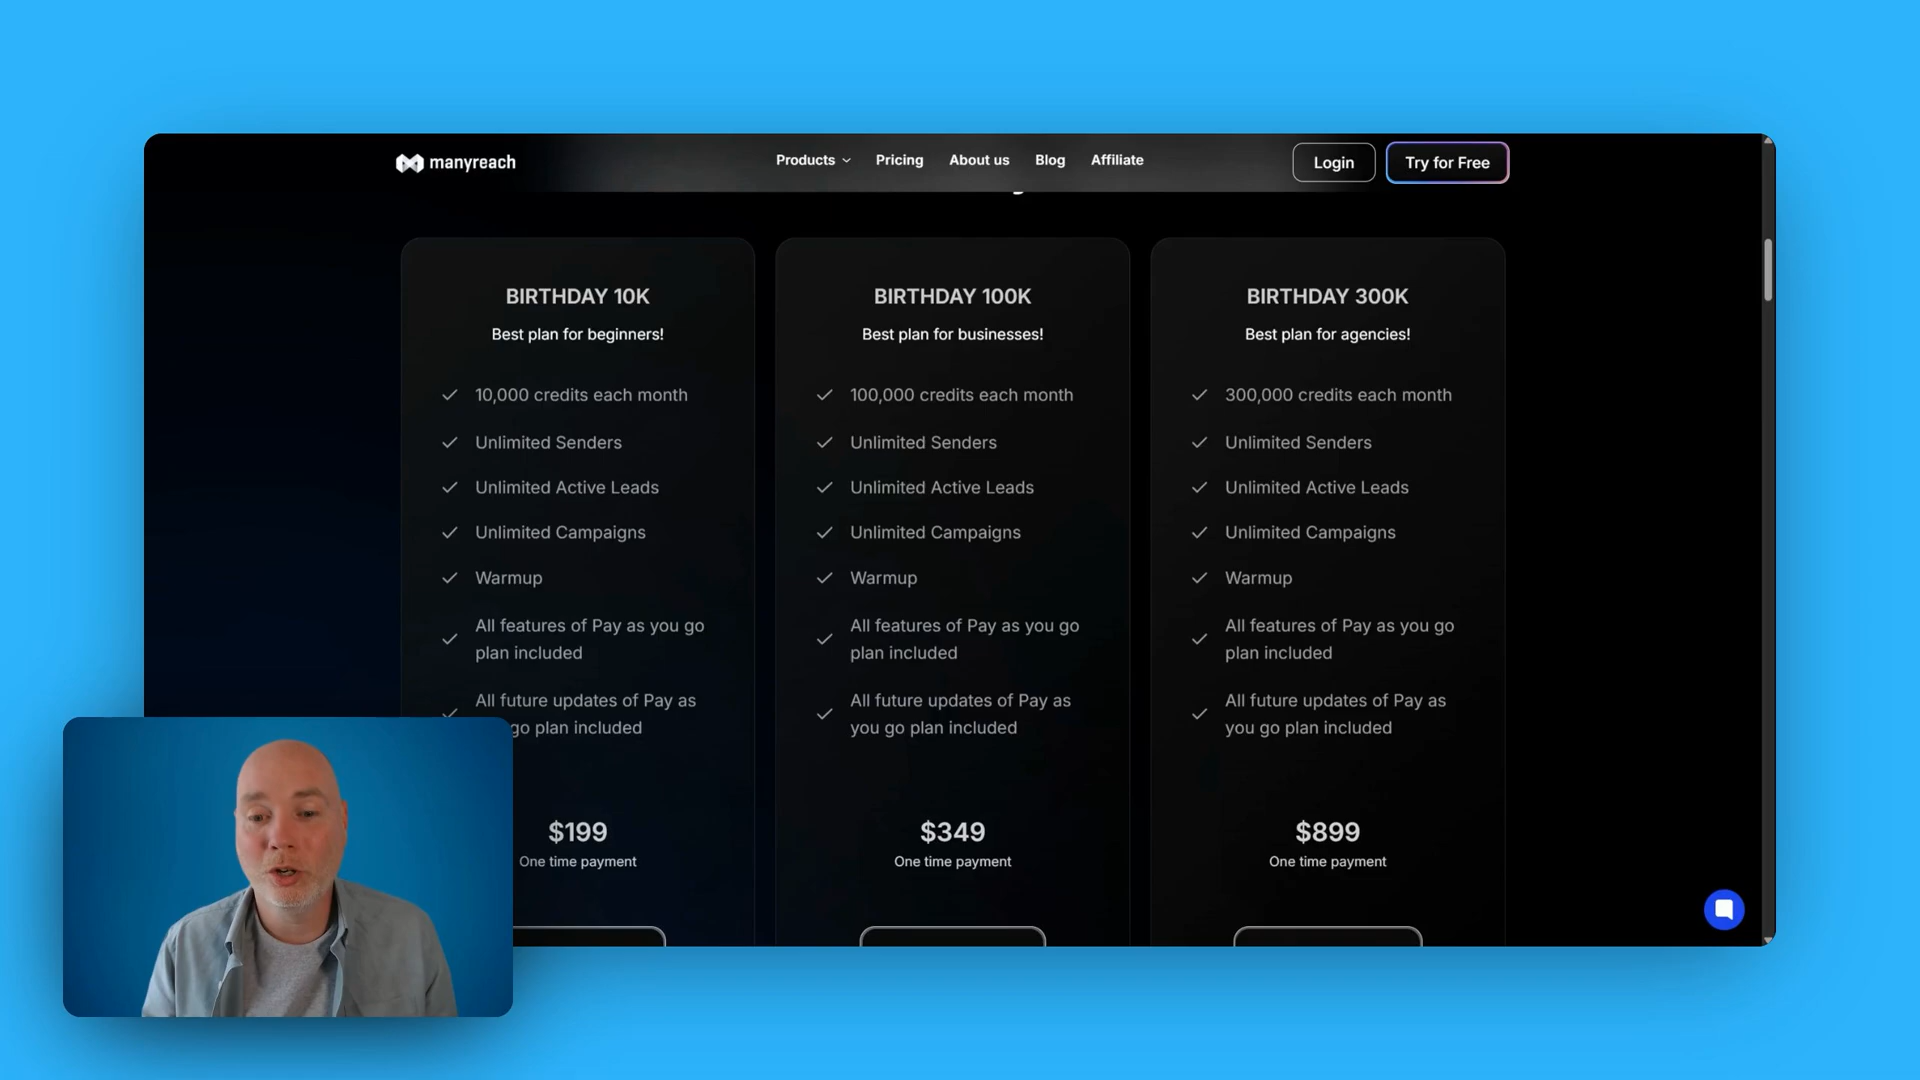 manyreach
Products
Pricing
About us
Blog
Affiliate
Login
Try for Free
BIRTHDAY 10K
Best plan for beginners!
10,000 credits each month
Unlimited Senders
Unlimited Active Leads
Unlimited Campaigns
Warmup
All features of Pay as you go
plan included
All future updates of Pay as
go plan included
$199
One time payment
BIRTHDAY 100K
Best plan for businesses!
100,000 credits each month
Unlimited Senders
Unlimited Active Leads
Unlimited Campaigns
Warmup
All features of Pay as you go
plan included
All future updates of Pay as
you go plan included
$349
One time payment
BIRTHDAY 300K
Best plan for agencies!
300,000 credits each month
Unlimited Senders
Unlimited Active Leads
Unlimited Campaigns
Warmup
All features of Pay as you go
plan included
All future updates of Pay as
you go plan included
$899
One time payment